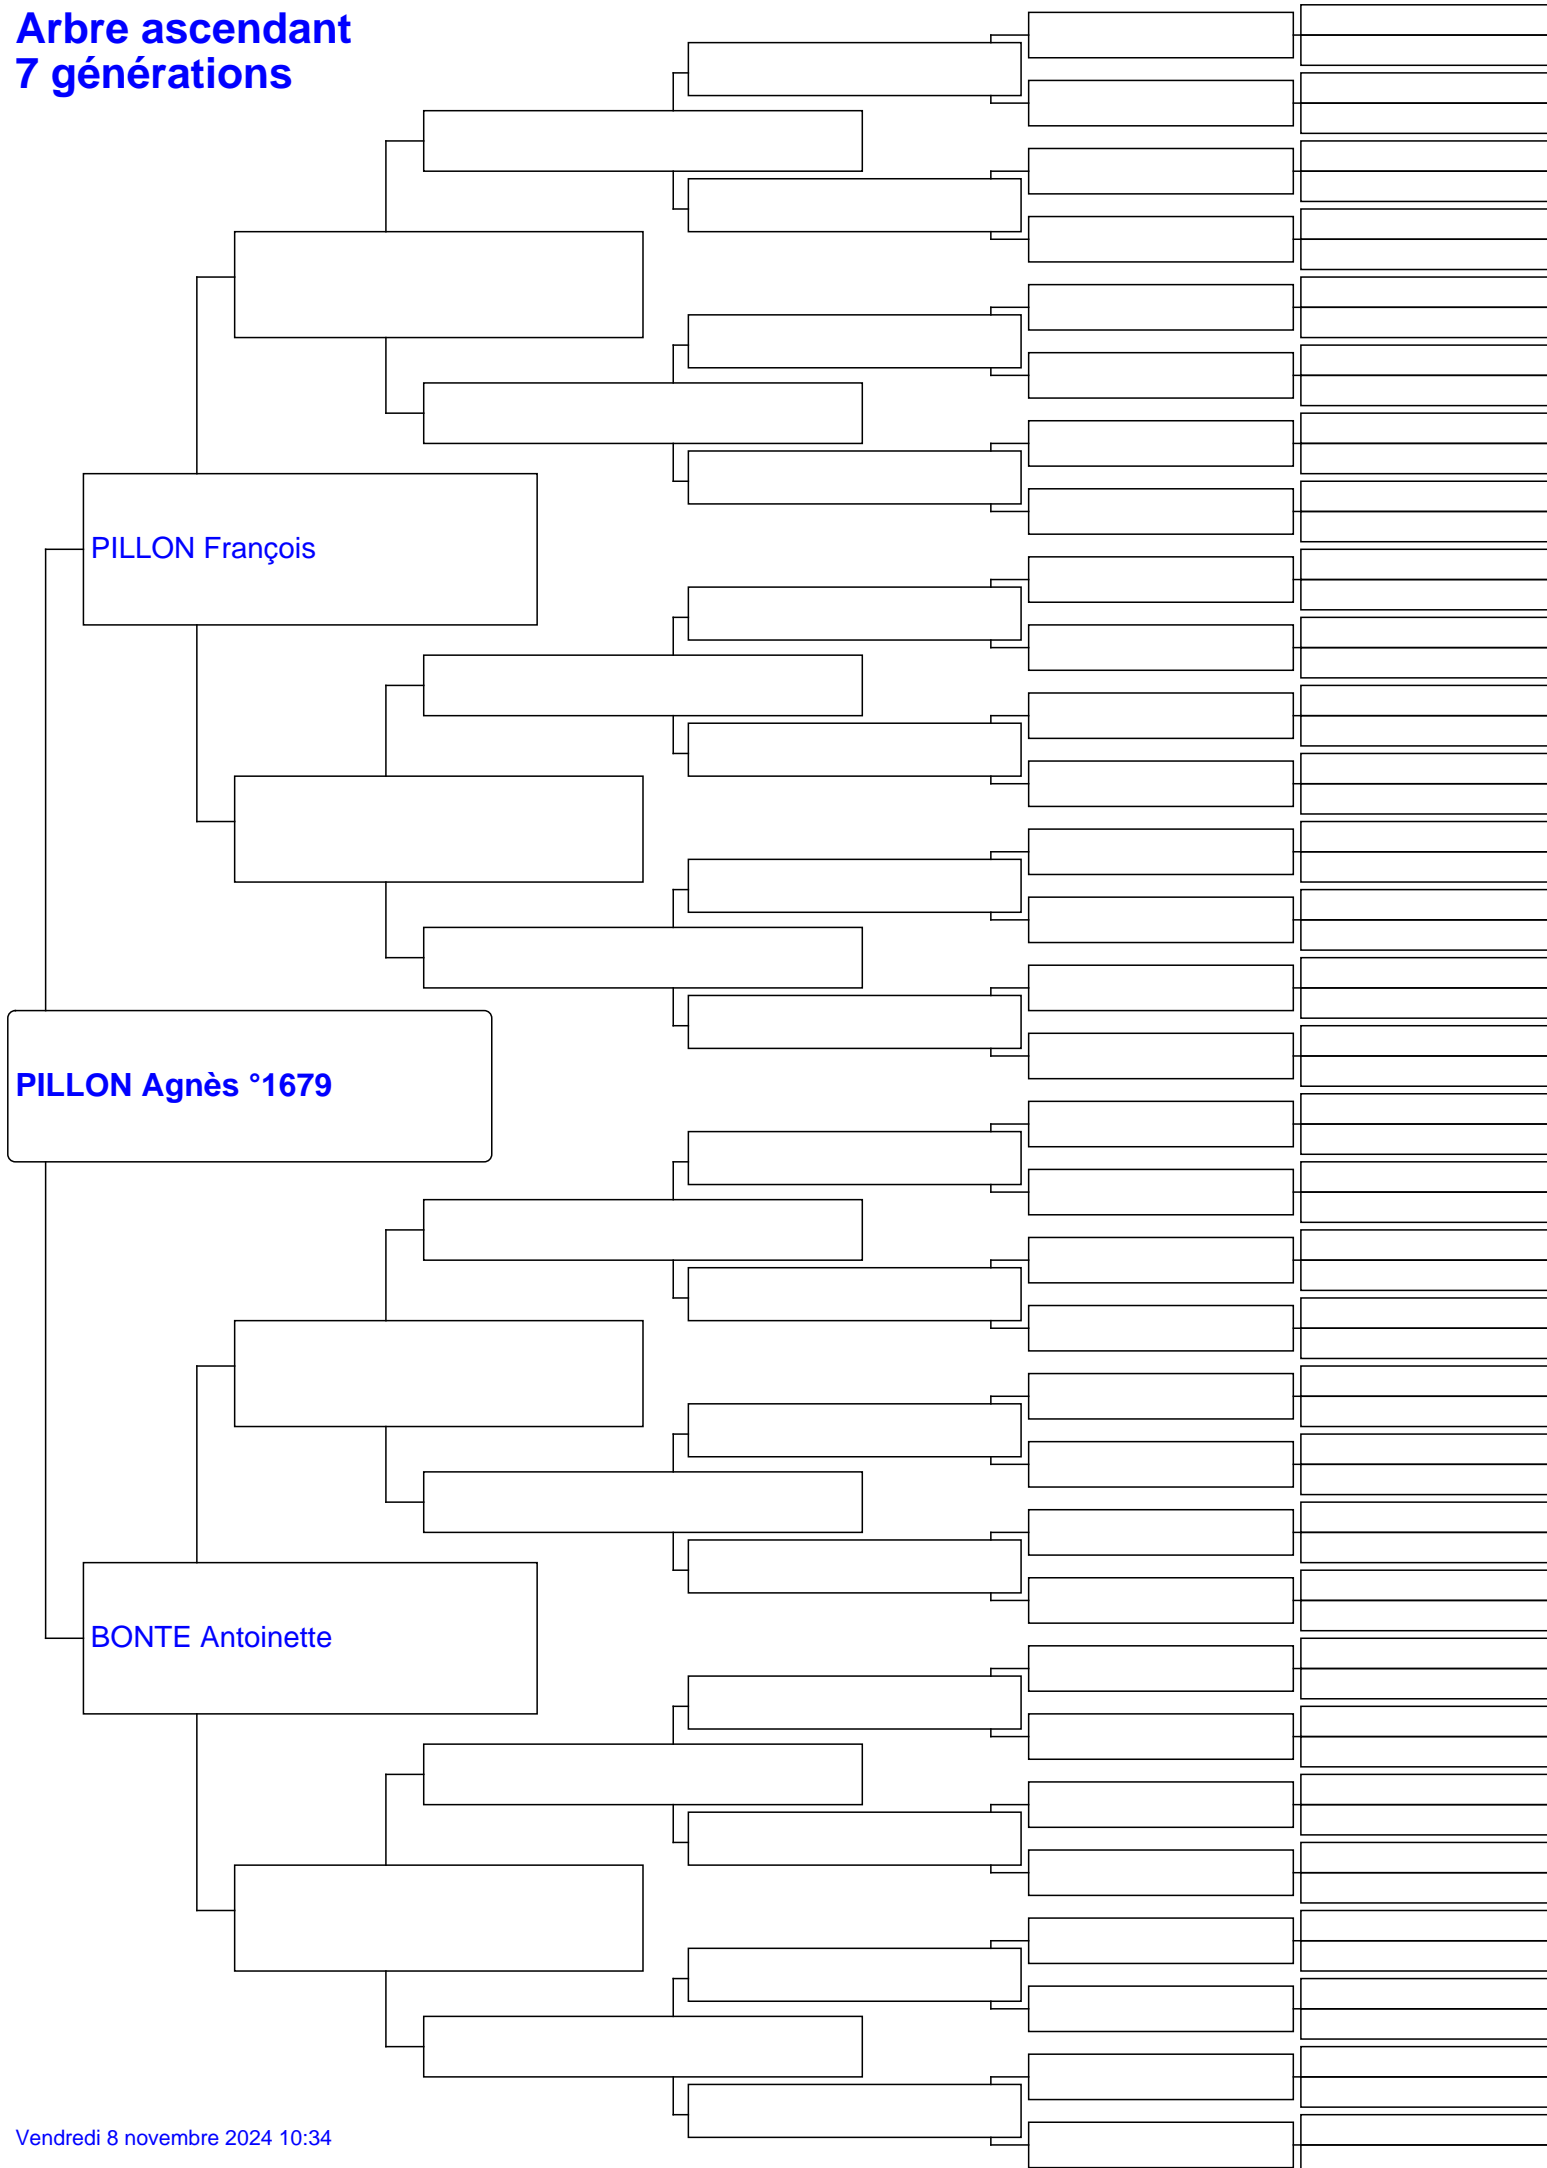 Arbre ascendant
7 générations
PILLON François
PILLON Agnès °1679
BONTE Antoinette
Vendredi 8 novembre 2024 10:34